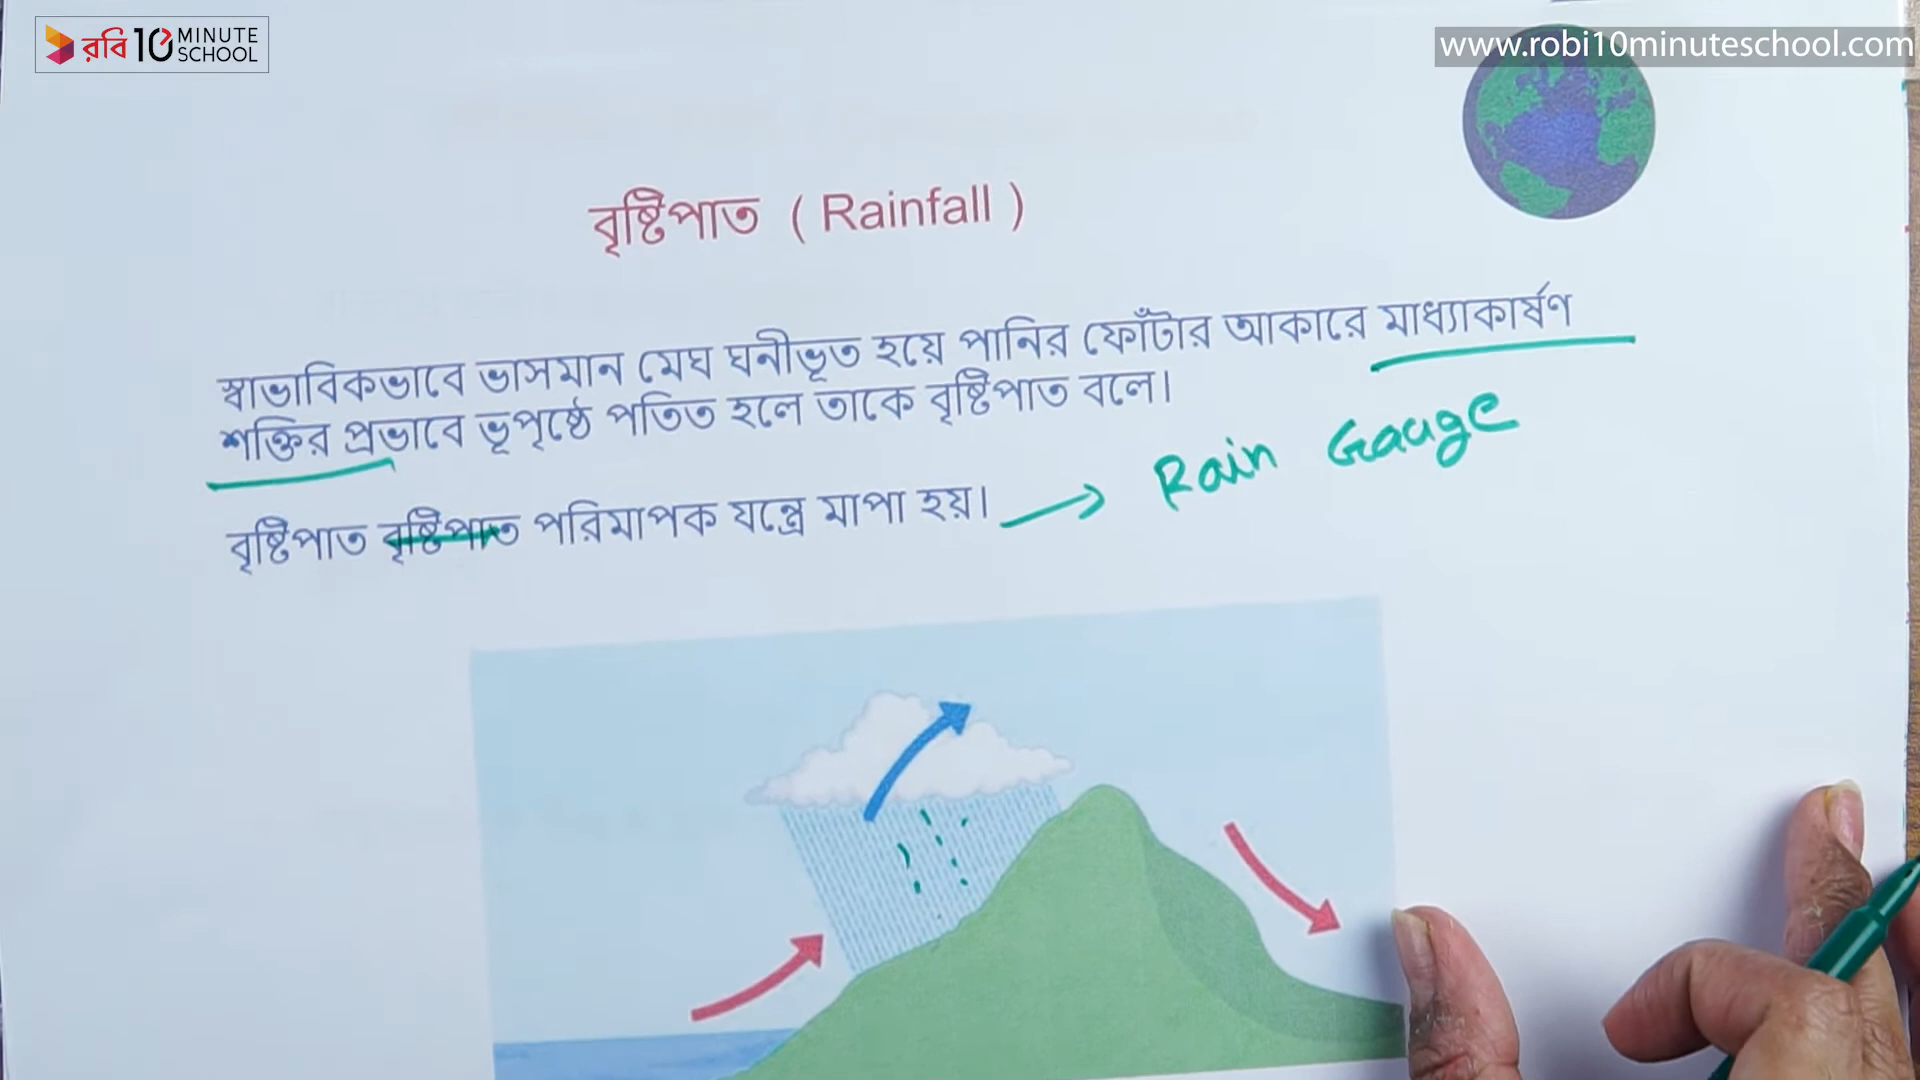 রবি 10 MINUTE SCHOOL
www.robi10minuteschool.com
বৃষ্টিপাত ( Rainfall )
স্বাভাবিকভাবে ভাসমান মেঘ ঘনীভূত হয়ে পানির ফোঁটার আকারে মাধ্যাকার্ষণ
শক্তির প্রভাবে ভূপৃষ্ঠে পতিত হলে তাকে বৃষ্টিপাত বলে।
Rain Gauge
বৃষ্টিপাত বৃষ্টিপাত পরিমাপক যন্ত্রে মাপা হয়।